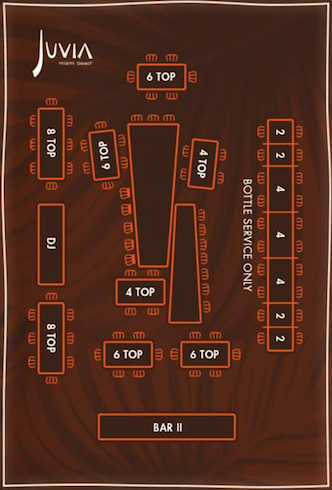 JUVIA
miami beach
6 TOP
8 TOP
6 TOP
4 TOP
2
2
4
4
4
2
2
BOTTLE SERVICE ONLY
DJ
4 TOP
8 TOP
6 TOP
6 TOP
BAR II